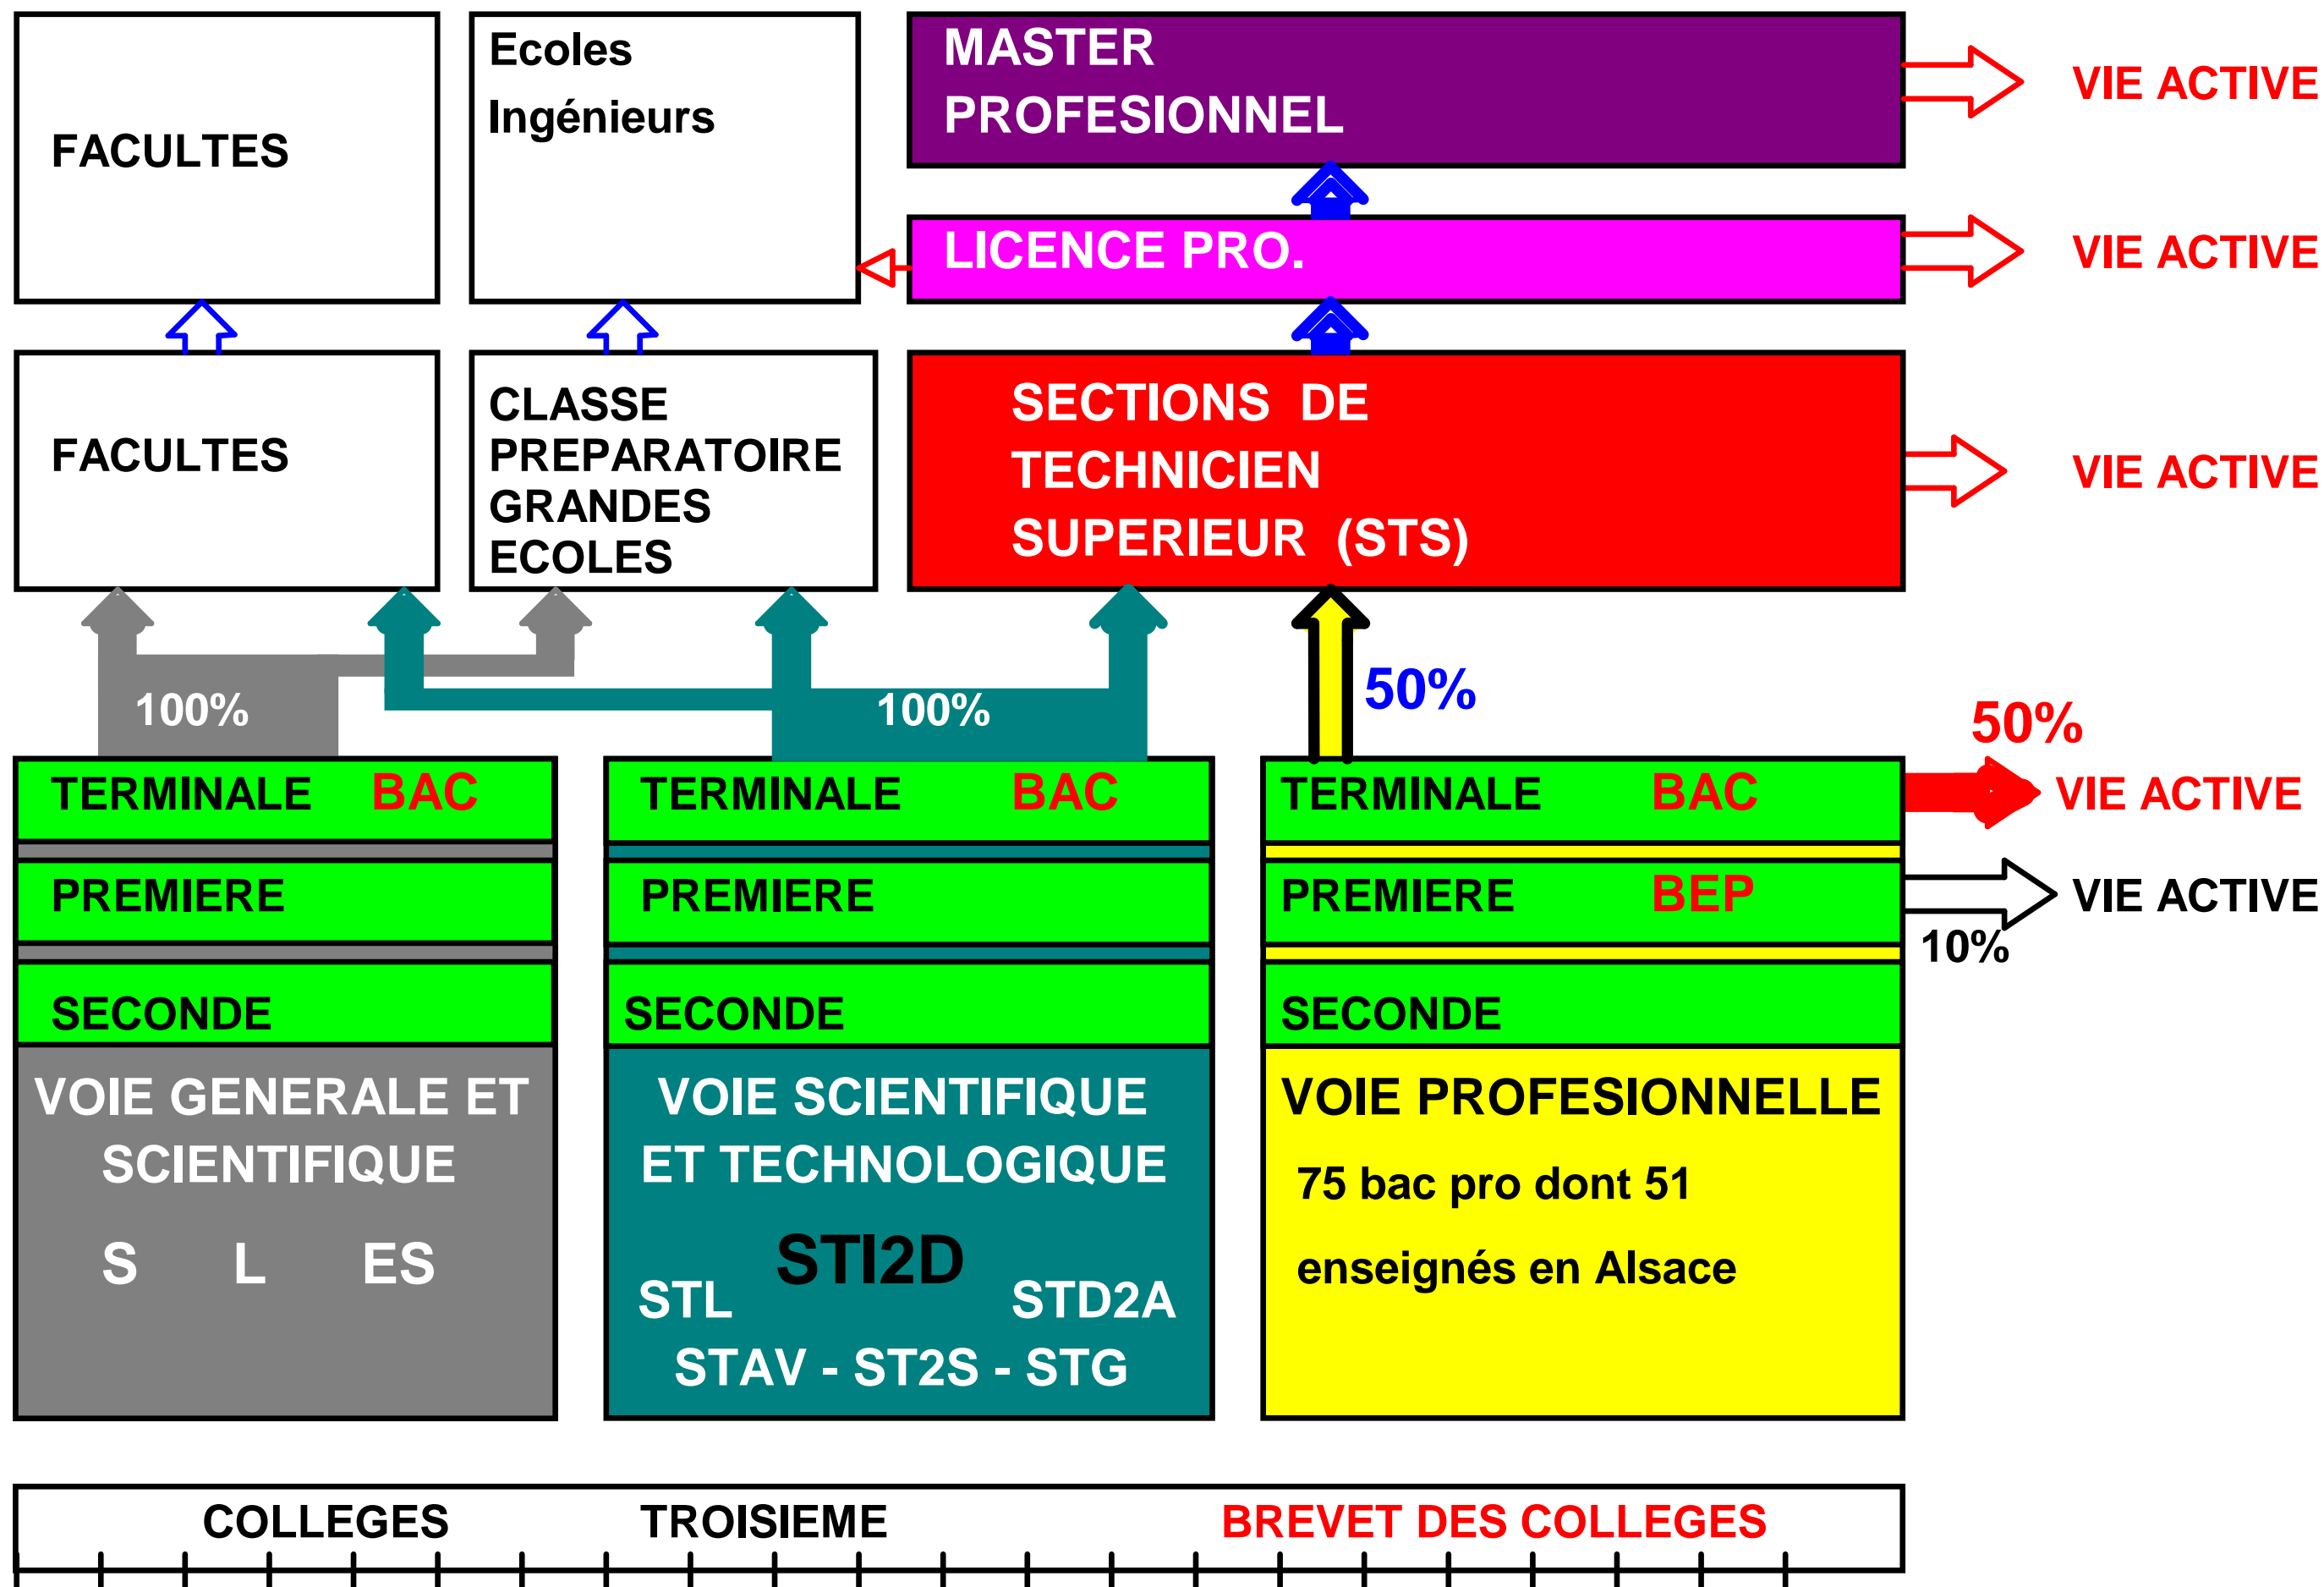 FACULTES
Ecoles
Ingénieurs
MASTER
PROFESIONNEL
VIE ACTIVE
LICENCE PRO.
VIE ACTIVE
FACULTES
CLASSE
PREPARATOIRE
GRANDES
ECOLES
SECTIONS DE
TECHNICIEN
SUPERIEUR (STS)
VIE ACTIVE
100%
100%
50%
50%
TERMINALE BAC
TERMINALE BAC
TERMINALE BAC
VIE ACTIVE
PREMIERE
PREMIERE
PREMIERE BEP
VIE ACTIVE
10%
SECONDE
SECONDE
SECONDE
VOIE GENERALE ET
SCIENTIFIQUE
S L ES
VOIE SCIENTIFIQUE
ET TECHNOLOGIQUE
STI2D
STL STD2A
STAV - ST2S - STG
VOIE PROFESIONNELLE
75 bac pro dont 51
enseignés en Alsace
COLLEGES TROISIEME BREVET DES COLLEGES